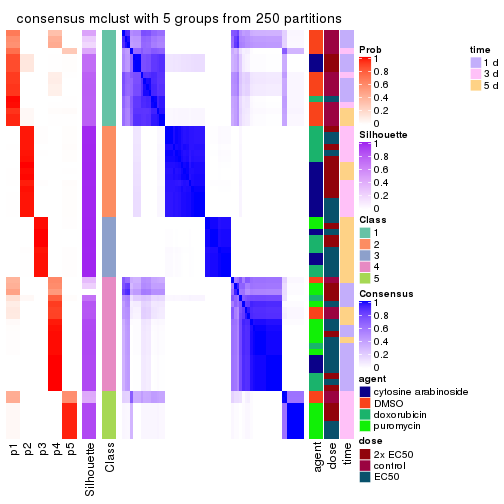 consensus mclust with 5 groups from 250 partitions
Prob
1
0.8
0.6
0.4
0.2
0
time
1 d
3 d
5 d
Silhouette
1
0.8
0.6
0.4
0.2
0
Class
1
2
3
4
5
Consensus
1
0.8
0.6
0.4
0.2
0
agent
cytosine arabinoside
DMSO
doxorubicin
puromycin
dose
2x EC50
control
EC50
p1
p2
p3
p4
p5
Silhouette
Class
agent
dose
time